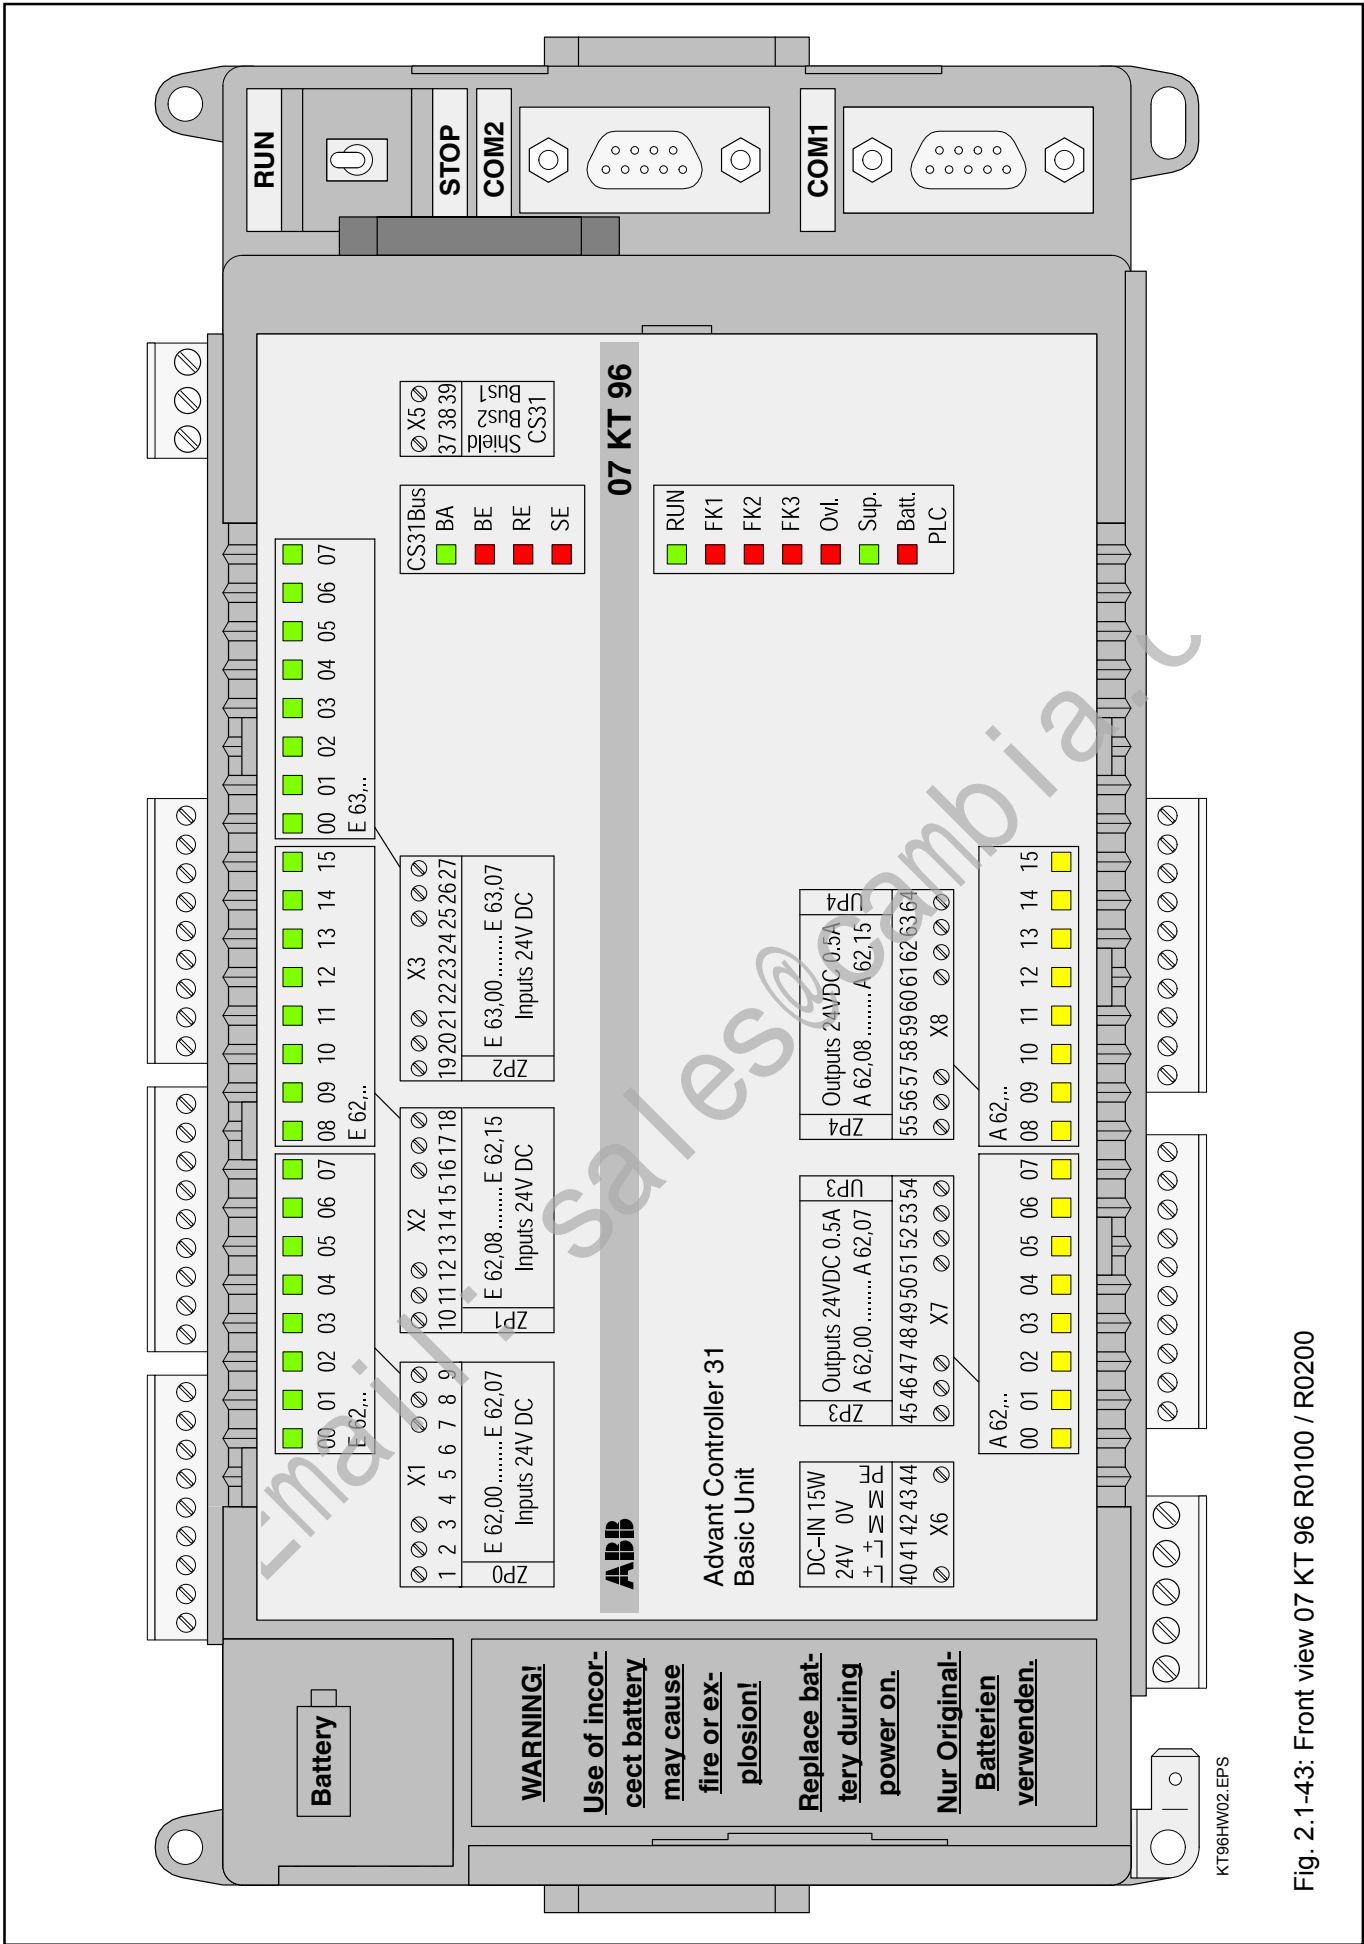 Battery
WARNING!
Use of incor-
cect battery
may cause
fire or ex-
plosion!
Replace bat-
tery during
power on.
Nur Original-
Batterien
verwenden.
00 01 02 03 04 05 06 07
E 62,..
08 09 10 11 12 13 14 15
E 62,..
00 01 02 03 04 05 06 07
E 63,..
X1
1 2 3 4 5 6 7 8 9
ZP0
E 62,00.........E 62,07
Inputs 24V DC
X2
10 11 12 13 14 15 16 17 18
ZP1
E 62,08.........E 62,15
Inputs 24V DC
X3
19 20 21 22 23 24 25 26 27
ZP2
E 63,00.........E 63,07
Inputs 24V DC
CS31Bus
BA
BE
RE
SE
X5
37 38 39
Shield
Bus2
Bus1
CS31
ABB
07 KT 96
Advant Controller 31
Basic Unit
RUN
FK1
FK2
FK3
Ovl.
Sup.
Batt.
PLC
DC–IN 15W
24V 0V
L+ L+ M M PE
40 41 42 43 44
X6
ZP3
Outputs 24VDC 0.5A
A 62,00.........A 62,07
UP3
45 46 47 48 49 50 51 52 53 54
X7
ZP4
Outputs 24VDC 0.5A
A 62,08.........A 62,15
UP4
55 56 57 58 59 60 61 62 63 64
X8
A 62,..
00 01 02 03 04 05 06 07
A 62,..
08 09 10 11 12 13 14 15
RUN
STOP
COM2
COM1
Email: sales@cambia.c
KT96HW02.EPS
Fig. 2.1-43: Front view 07 KT 96 R0100 / R0200